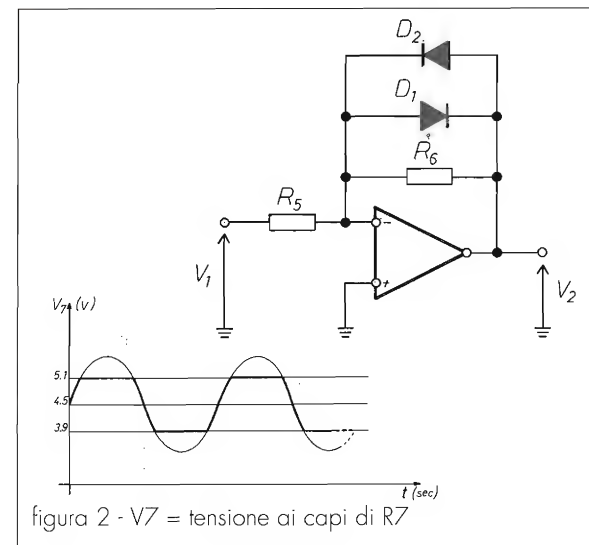 D2
D1
R6
R5
V1
-
+
V2
V7 (v)
5.1
4.5
3.9
t (sec)
figura 2 - V7 = tensione ai capi di R7